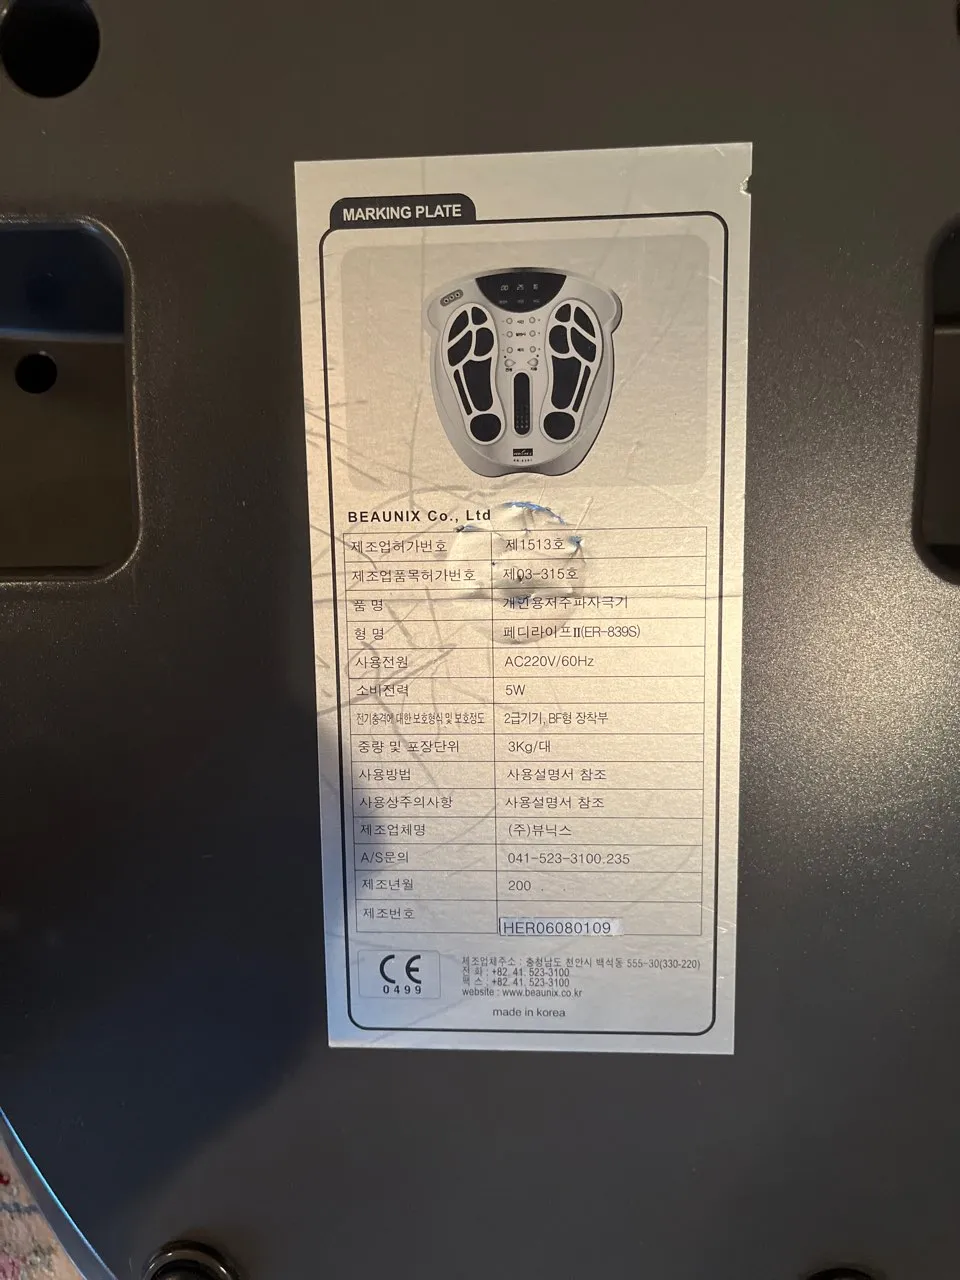 MARKING PLATE
00 25 16
BEAUNIX Co., Ltd
제조업허가번호 제1513호
제조업품목허가번호 제03-315호
품 명 개인용저주파자극기
형 명 페디라이프Ⅱ(ER-839S)
사용전원 AC220V/60Hz
소비전력 5W
전기충격에 대한 보호형식 및 보호정도 2급기기, BF형 장착부
중량 및 포장단위 3Kg/대
사용방법 사용설명서 참조
사용상주의사항 사용설명서 참조
제조업체명 (주)뷰닉스
A/S문의 041-523-3100.235
제조년월 200 . .
제조번호 HER06080109
CE
0499
제조업체주소 : 충청남도 천안시 백석동 555-30(330-220)
전 화 : +82. 41. 523-3100
팩 스 : +82. 41. 523-3100
website : www.beaunix.co.kr
made in korea